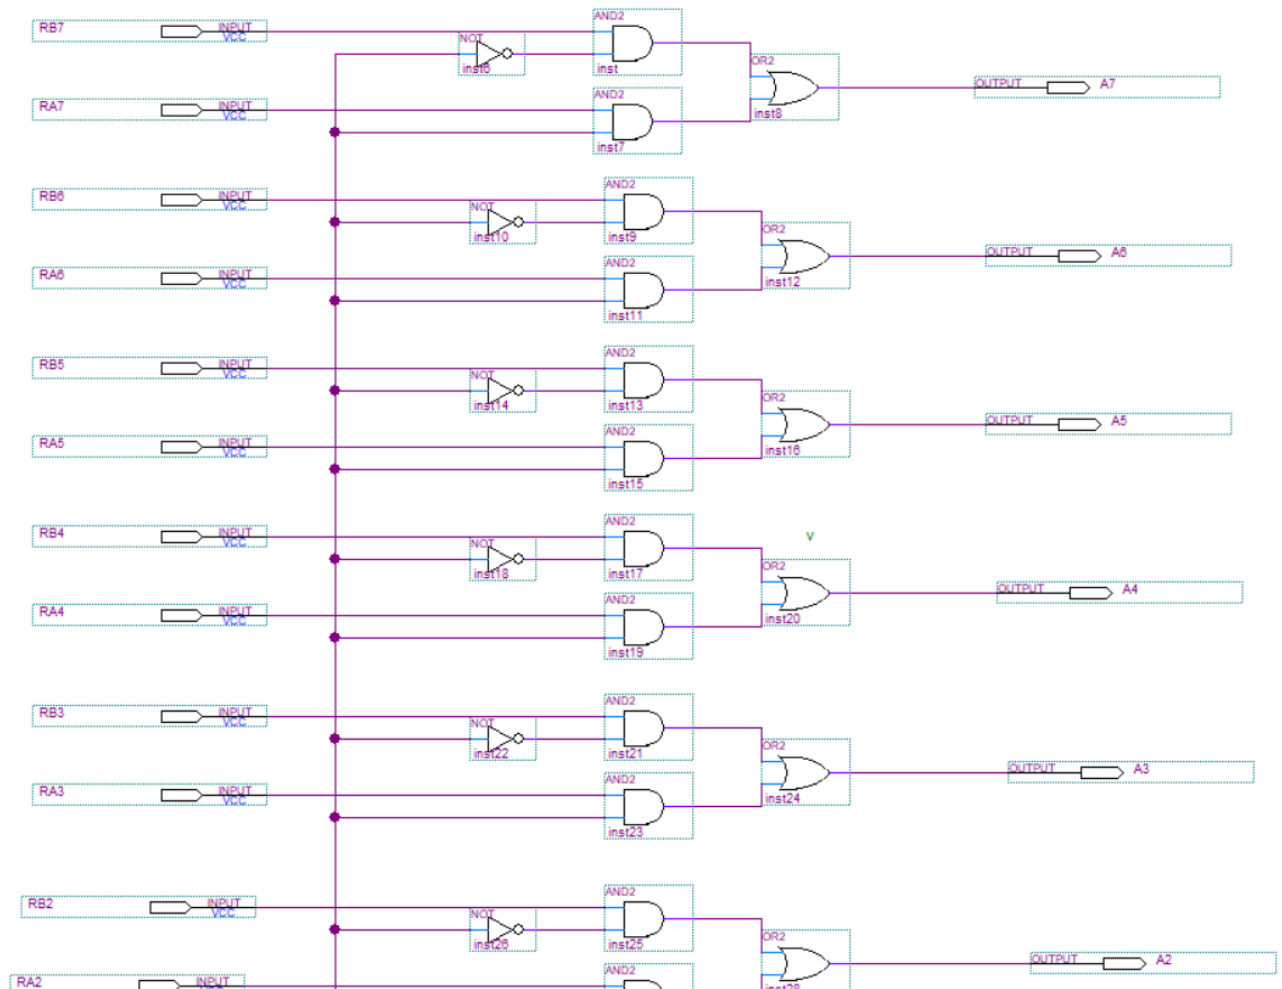 RB7 INPUT VCC
NOT
inst6
AND2
inst
RA7 INPUT VCC
AND2
inst7
OR2
inst8
OUTPUT A7
RB6 INPUT VCC
NOT
inst10
AND2
inst9
RA6 INPUT VCC
AND2
inst11
OR2
inst12
OUTPUT A6
RB5 INPUT VCC
NOT
inst14
AND2
inst13
RA5 INPUT VCC
AND2
inst15
OR2
inst16
OUTPUT A5
RB4 INPUT VCC
NOT
inst18
AND2
inst17
V
RA4 INPUT VCC
AND2
inst19
OR2
inst20
OUTPUT A4
RB3 INPUT VCC
NOT
inst22
AND2
inst21
RA3 INPUT VCC
AND2
inst23
OR2
inst24
OUTPUT A3
RB2 INPUT VCC
NOT
inst26
AND2
inst25
RA2 INPUT
AND2
OR2
inst28
OUTPUT A2